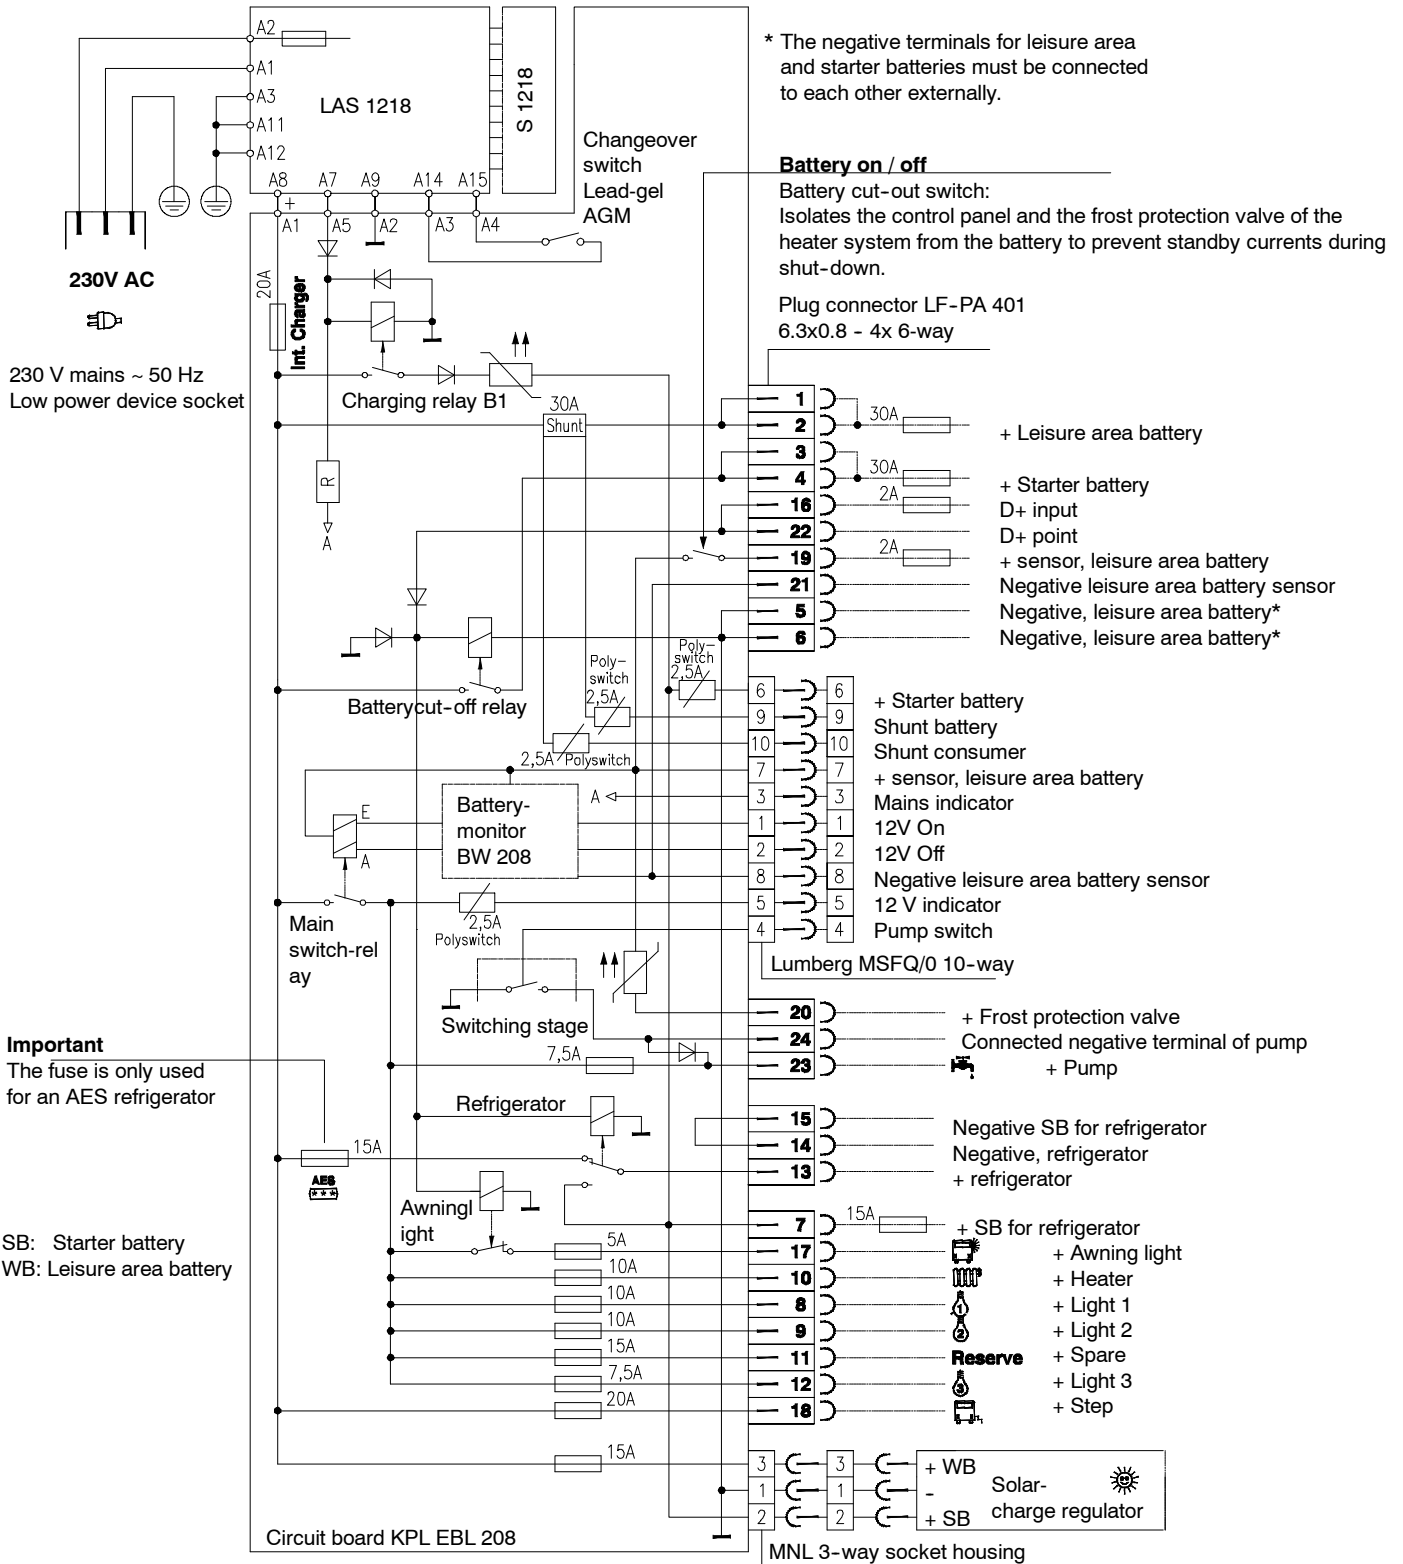 A2
A1
A3
A11
A12
LAS 1218
S 1218
A8
A7
A9
A14
A15
+
A1
A5
A2
A3
A4
* The negative terminals for leisure area
and starter batteries must be connected
to each other externally.
Changeover
switch
Lead-gel
AGM
Battery on / off
Battery cut-out switch:
Isolates the control panel and the frost protection valve of the
heater system from the battery to prevent standby currents during
shut-down.
Plug connector LF-PA 401
6.3x0.8 - 4x 6-way
230V AC
230 V mains ~ 50 Hz
Low power device socket
20A
Int. Charger
Charging relay B1
30A
Shunt
R
A
1
2
30A
+ Leisure area battery
3
4
30A
+ Starter battery
16
2A
D+ input
22
D+ point
19
2A
+ sensor, leisure area battery
21
Negative leisure area battery sensor
5
Negative, leisure area battery*
6
Negative, leisure area battery*
Poly-
switch
2,5A
Poly-
switch
2,5A
2,5A
Polyswitch
Batterycut-off relay
6
6
+ Starter battery
9
9
Shunt battery
10
10
Shunt consumer
7
7
+ sensor, leisure area battery
A
3
3
Mains indicator
1
1
12V On
2
2
12V Off
8
8
Negative leisure area battery sensor
5
5
12 V indicator
4
4
Pump switch
Lumberg MSFQ/0 10-way
E
A
Battery-
monitor
BW 208
Main
switch-rel
ay
2,5A
Polyswitch
Switching stage
20
+ Frost protection valve
24
Connected negative terminal of pump
7,5A
23
+ Pump
Important
The fuse is only used
for an AES refrigerator
15A
AES
***
Refrigerator
15
Negative SB for refrigerator
14
Negative, refrigerator
13
+ refrigerator
Awningl
ight
SB: Starter battery
WB: Leisure area battery
7
15A
+ SB for refrigerator
5A
17
+ Awning light
10A
10
+ Heater
10A
8
1
+ Light 1
10A
9
2
+ Light 2
15A
11
Reserve
+ Spare
7,5A
12
3
+ Light 3
20A
18
+ Step
15A
3
3
+ WB
1
1
-
2
2
+ SB
Solar-
charge regulator
Circuit board KPL EBL 208
MNL 3-way socket housing